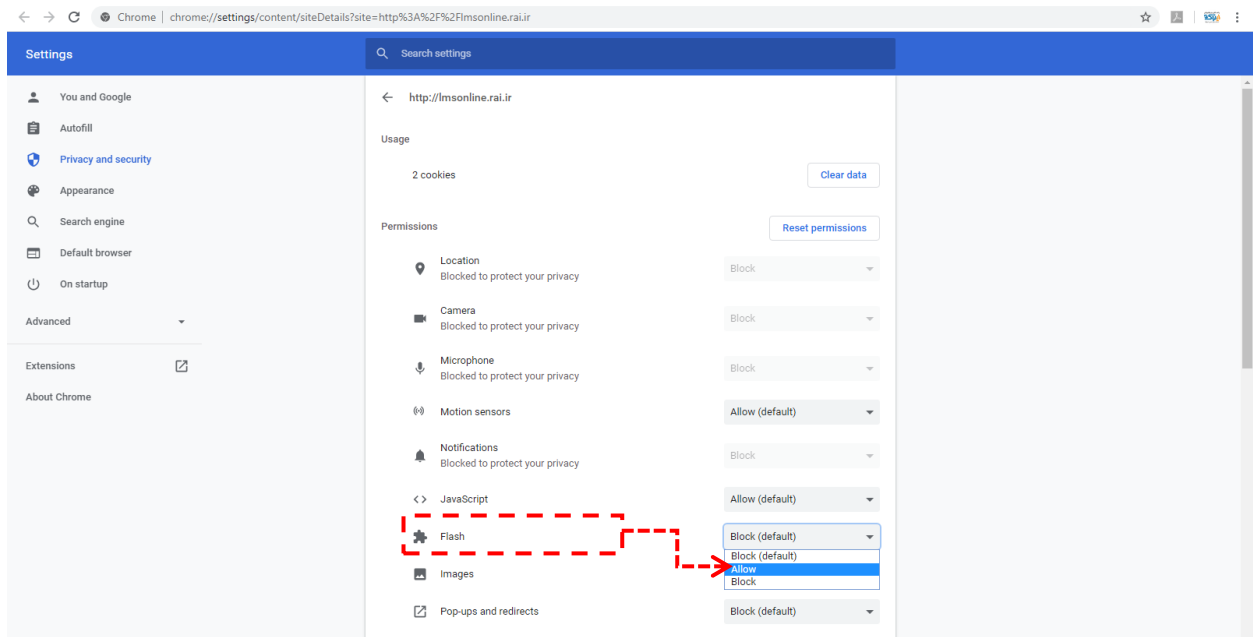 Chrome | chrome://settings/content/siteDetails?site=http%3A%2F%2Flmsonline.rai.ir
Settings
Search settings
You and Google
Autofill
Privacy and security
Appearance
Search engine
Default browser
On startup
Advanced
Extensions
About Chrome
http://lmsonline.rai.ir
Usage
2 cookies
Clear data
Permissions
Reset permissions
Location
Blocked to protect your privacy
Block
Camera
Blocked to protect your privacy
Block
Microphone
Blocked to protect your privacy
Block
Motion sensors
Allow (default)
Notifications
Blocked to protect your privacy
Block
JavaScript
Allow (default)
Flash
Block (default)
Block (default)
Allow
Block
Images
Pop-ups and redirects
Block (default)